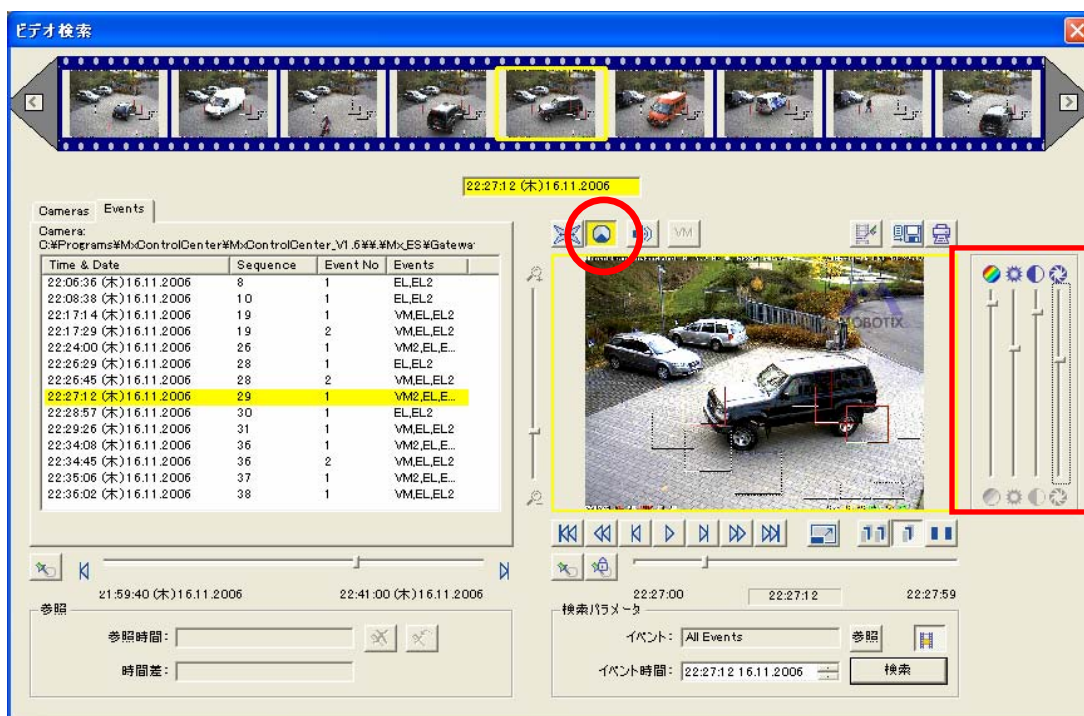 ビデオ検索
22:27:12 (木)16.11.2006
Cameras Events
Camera:
C:¥Programs¥MxControlCenter¥MxControlCenter_V1.6¥¥.¥Mx_ES¥Gatewa
Time & Date Sequence Event No Events
22:06:36 (木)16.11.2006 8 1 EL,EL2
22:08:38 (木)16.11.2006 10 1 EL,EL2
22:17:14 (木)16.11.2006 19 1 VM,EL,EL2
22:17:29 (木)16.11.2006 19 2 VM,EL,EL2
22:24:00 (木)16.11.2006 26 1 VM2,EL,E...
22:26:29 (木)16.11.2006 28 1 EL,EL2
22:26:45 (木)16.11.2006 28 2 VM,EL,EL2
22:27:12 (木)16.11.2006 29 1 VM2,EL,E...
22:28:57 (木)16.11.2006 30 1 EL,EL2
22:29:26 (木)16.11.2006 31 1 VM,EL,EL2
22:34:08 (木)16.11.2006 36 1 VM2,EL,EL2
22:34:45 (木)16.11.2006 36 2 VM,EL,EL2
22:35:06 (木)16.11.2006 37 1 VM2,EL,E...
22:36:02 (木)16.11.2006 38 1 VM,EL,EL2
VM
MOBOTIX
21:59:40 (木)16.11.2006 22:41:00 (木)16.11.2006
22:27:00 22:27:12 22:27:59
参照
参照時間:
時間差:
検索パラメータ
イベント: All Events 参照
イベント時間: 22:27:12 16.11.2006 検索